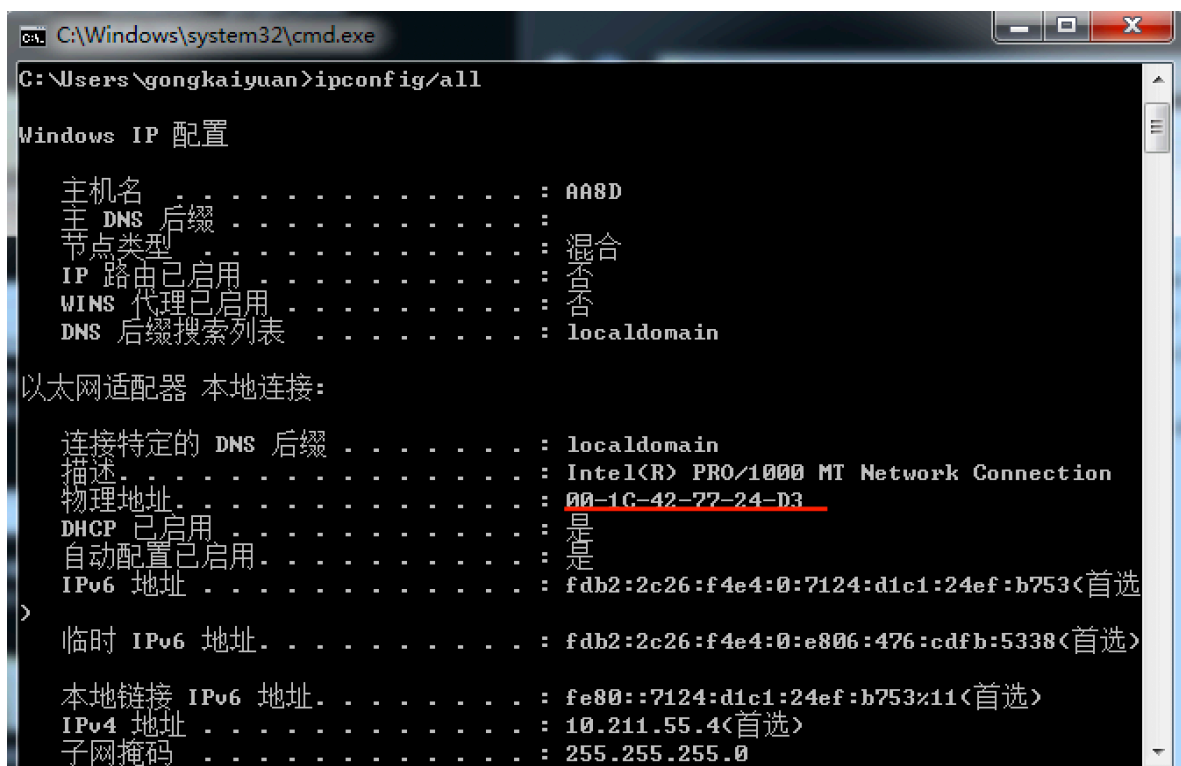 C:\Windows\system32\cmd.exe
C:\Users\gongkaiyuan>ipconfig/all
Windows IP 配置
主机名 . . . . . . . . . . . . . : AA8D
主 DNS 后缀 . . . . . . . . . . . :
节点类型 . . . . . . . . . . . . : 混合
IP 路由已启用 . . . . . . . . . . : 否
WINS 代理已启用 . . . . . . . . . : 否
DNS 后缀搜索列表 . . . . . . . . : localdomain
以太网适配器 本地连接:
连接特定的 DNS 后缀 . . . . . . . : localdomain
描述. . . . . . . . . . . . . . . : Intel(R) PRO/1000 MT Network Connection
物理地址. . . . . . . . . . . . . : 00-1C-42-77-24-D3
DHCP 已启用 . . . . . . . . . . . : 是
自动配置已启用. . . . . . . . . . : 是
IPv6 地址 . . . . . . . . . . . . : fdb2:2c26:f4e4:0:7124:d1c1:24ef:b753(首选
)
临时 IPv6 地址. . . . . . . . . . : fdb2:2c26:f4e4:0:e806:476:cdfb:5338(首选)
本地链接 IPv6 地址. . . . . . . . : fe80::7124:d1c1:24ef:b753%11(首选)
IPv4 地址 . . . . . . . . . . . . : 10.211.55.4(首选)
子网掩码 . . . . . . . . . . . . : 255.255.255.0